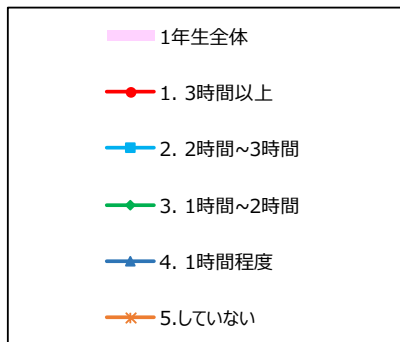 1年生全体
1. 3時間以上
2. 2時間~3時間
3. 1時間~2時間
4. 1時間程度
5.していない